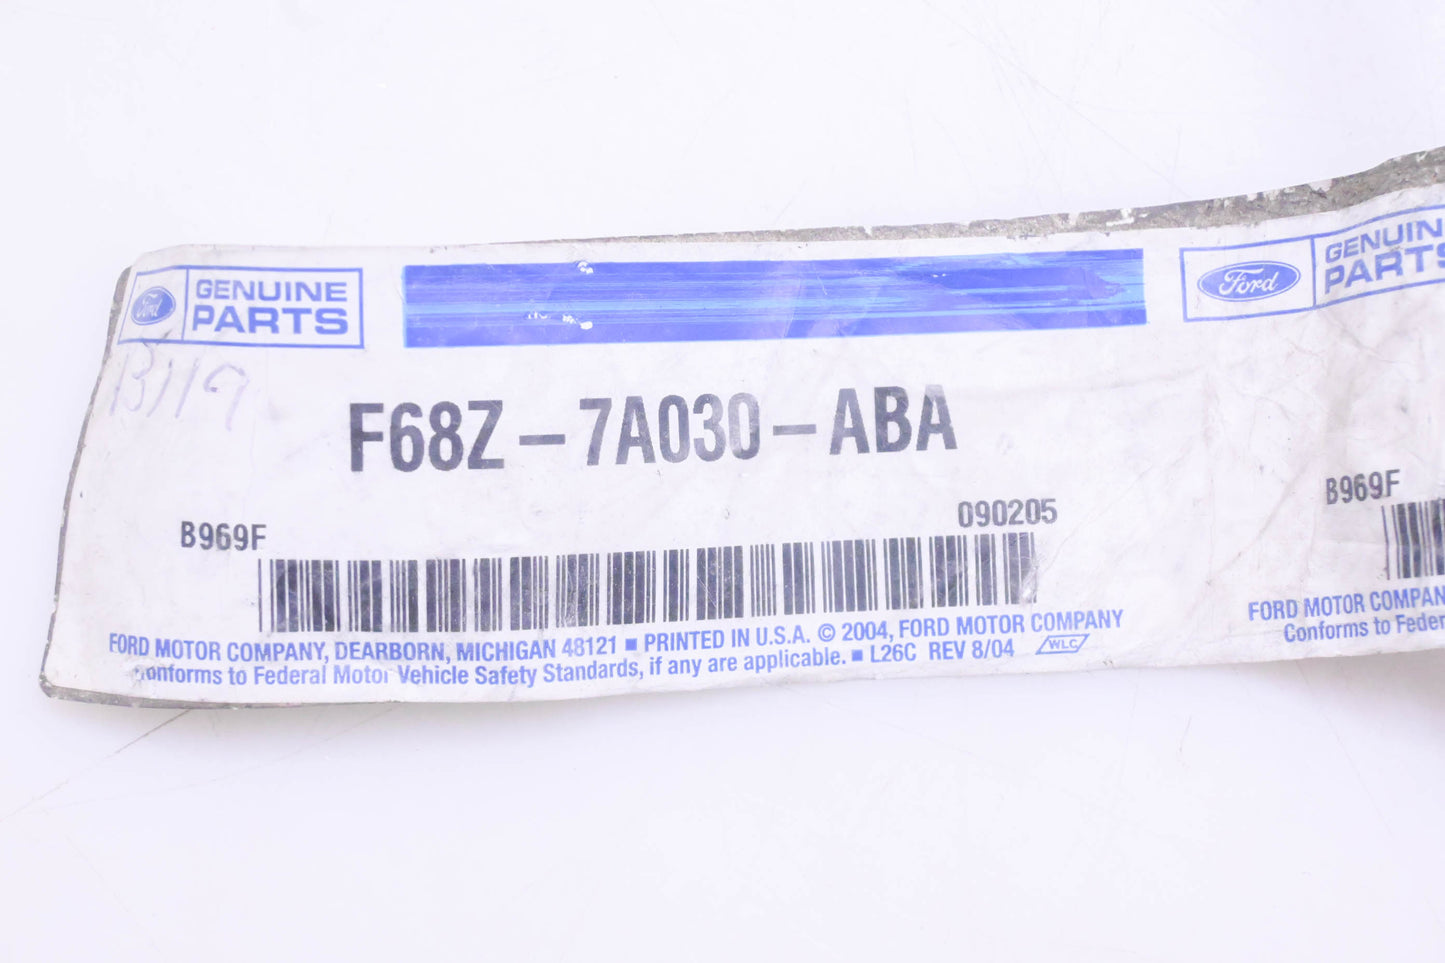 Ford GENUINE PARTS
B119
F68Z-7A030-ABA
B969F 090205
FORD MOTOR COMPANY, DEARBORN, MICHIGAN 48121 ■ PRINTED IN U.S.A. © 2004, FORD MOTOR COMPANY
Conforms to Federal Motor Vehicle Safety Standards, if any are applicable. ■ L26C REV 8/04 WLC
Ford GENUIN
PARTS
B969F
FORD MOTOR COMPAN
Conforms to Feder